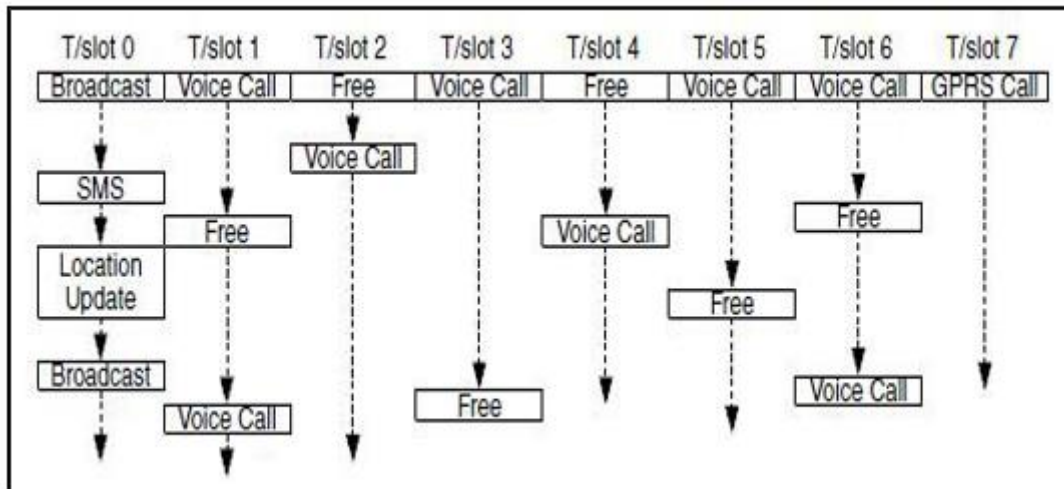 T/slot 0 T/slot 1 T/slot 2 T/slot 3 T/slot 4 T/slot 5 T/slot 6 T/slot 7
Broadcast Voice Call Free Voice Call Free Voice Call Voice Call GPRS Call
Voice Call
SMS
Free
Free Voice Call
Location
Update
Free
Broadcast
Voice Call
Free
Voice Call